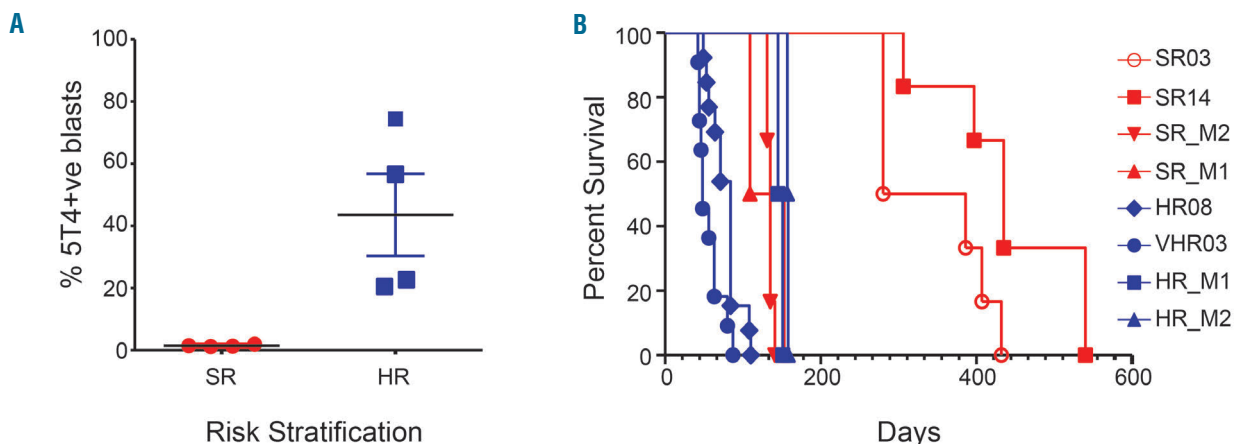 A
% 5T4+ve blasts
100
80
60
40
20
0
SR
HR
Risk Stratification
B
Percent Survival
100
80
60
40
20
0
0
200
400
600
Days
SR03
SR14
SR_M2
SR_M1
HR08
VHR03
HR_M1
HR_M2